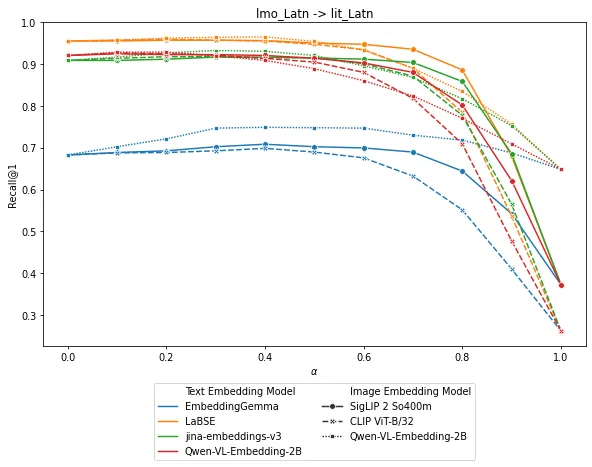 lmo_Latn -> lit_Latn
Recall@1
1.0
0.9
0.8
0.7
0.6
0.5
0.4
0.3
0.0 0.2 0.4 0.6 0.8 1.0
α
Text Embedding Model Image Embedding Model
EmbeddingGemma SigLIP 2 So400m
LaBSE CLIP ViT-B/32
jina-embeddings-v3 Qwen-VL-Embedding-2B
Qwen-VL-Embedding-2B